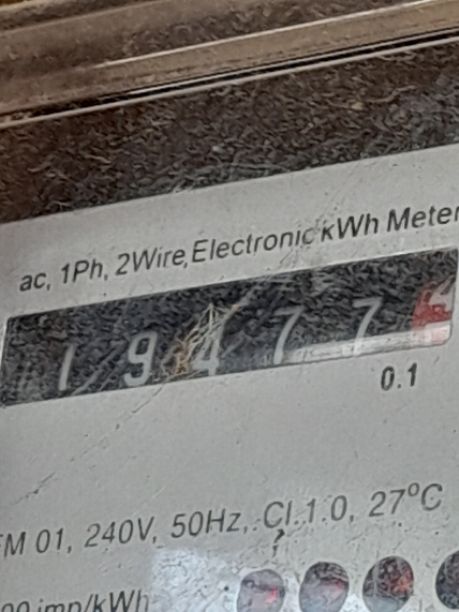 ac, 1Ph, 2Wire, Electronic kWh Meter
1 9 4 7 7
0.1
M 01, 240V, 50Hz, Cl 1.0, 27°C
00 imp/kWh